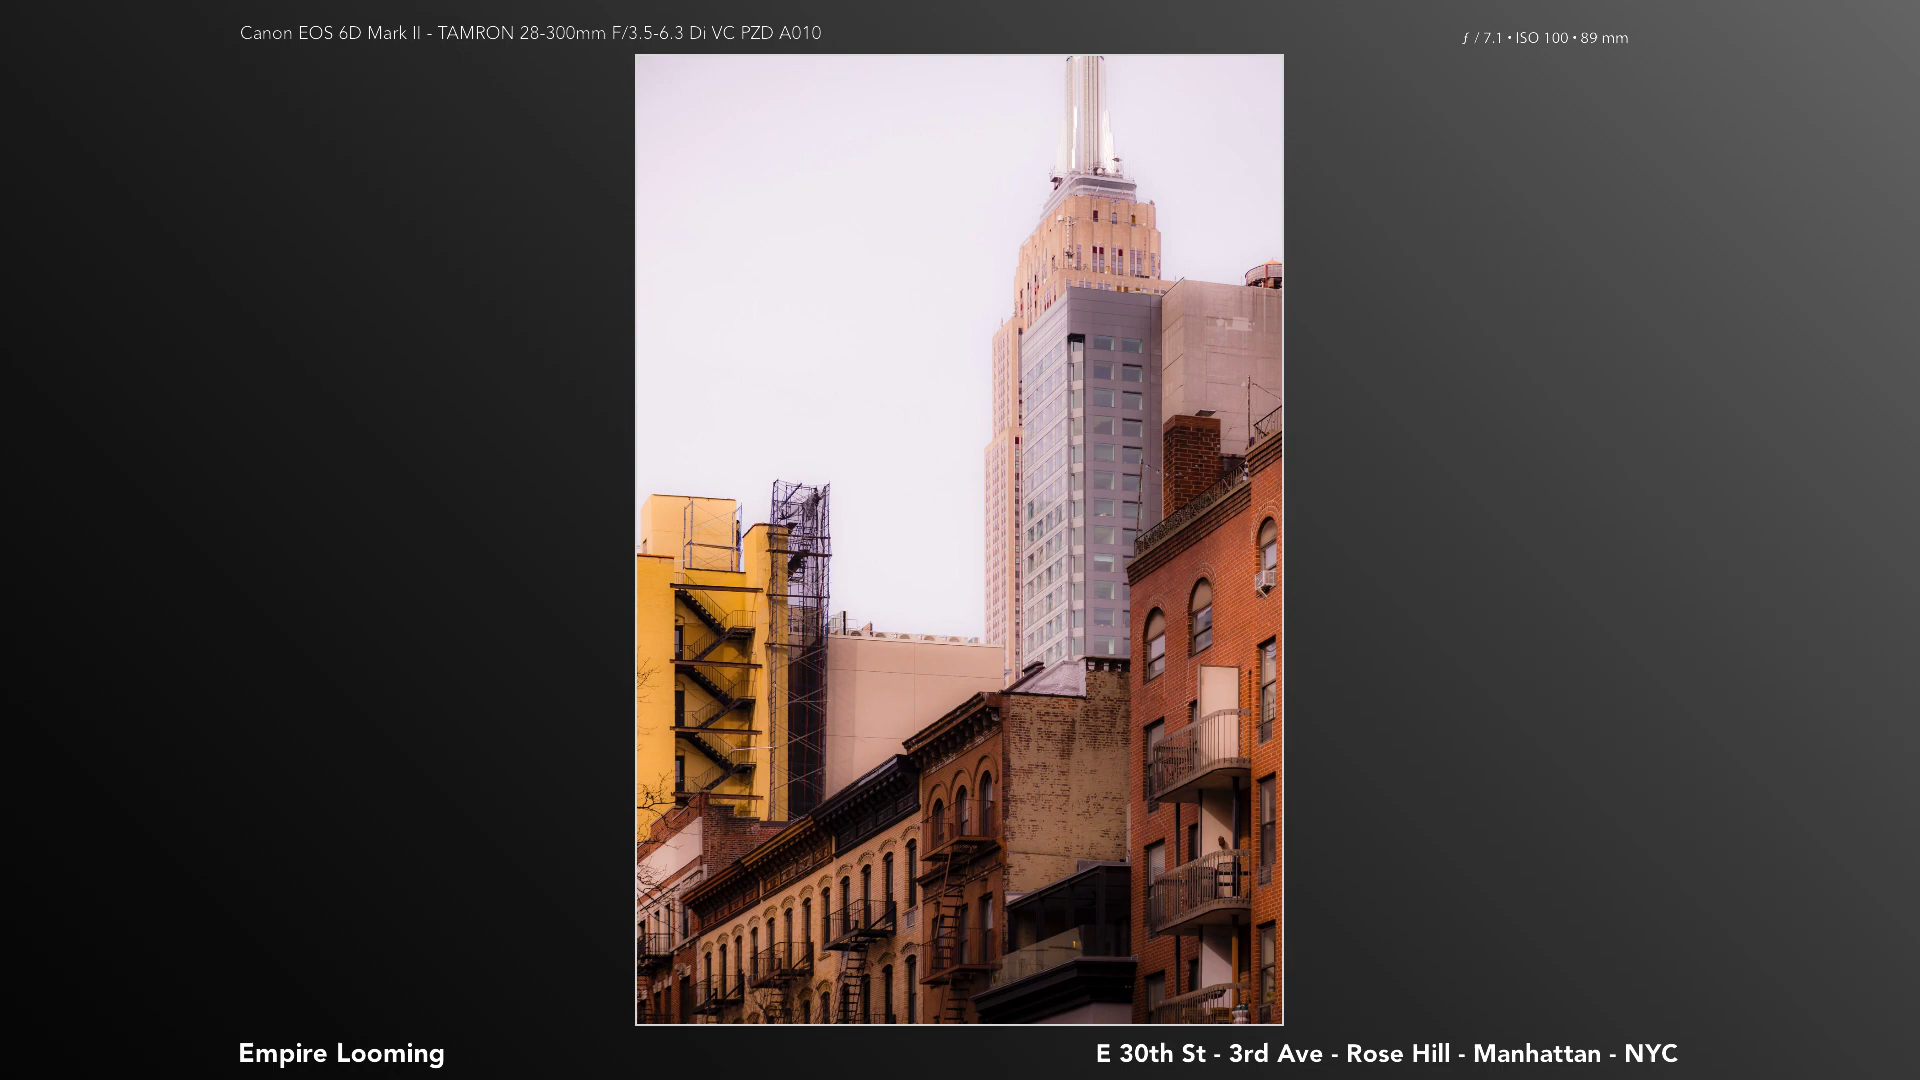 Canon EOS 6D Mark II - TAMRON 28-300mm F/3.5-6.3 Di VC PZD A010
ƒ / 7.1 • ISO 100 • 89 mm
Empire Looming
E 30th St - 3rd Ave - Rose Hill - Manhattan - NYC